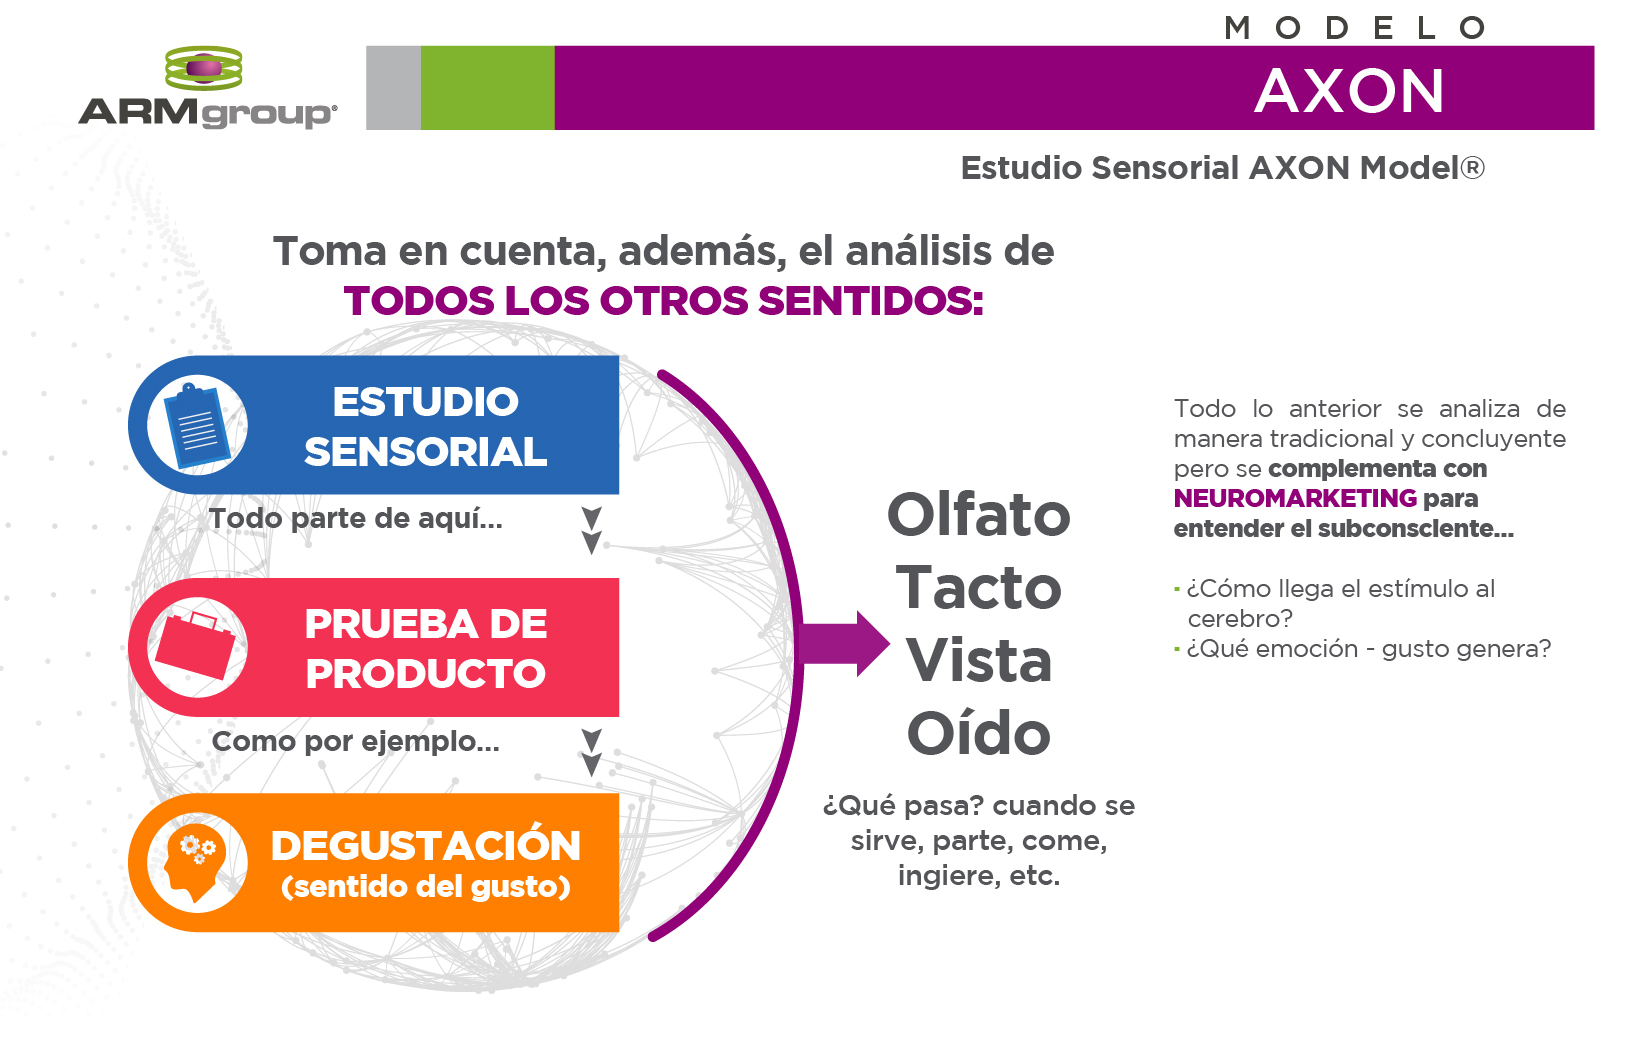 MODELO
ARMgroup®
AXON
Estudio Sensorial AXON Model®
Toma en cuenta, además, el análisis de
TODOS LOS OTROS SENTIDOS:
ESTUDIO
SENSORIAL
Todo parte de aquí...
PRUEBA DE
PRODUCTO
Como por ejemplo...
DEGUSTACIÓN
(sentido del gusto)
Olfato
Tacto
Vista
Oído
¿Qué pasa? cuando se
sirve, parte, come,
ingiere, etc.
Todo lo anterior se analiza de
manera tradicional y concluyente
pero se complementa con
NEUROMARKETING para
entender el subconsciente...
▪ ¿Cómo llega el estímulo al
cerebro?
▪ ¿Qué emoción - gusto genera?